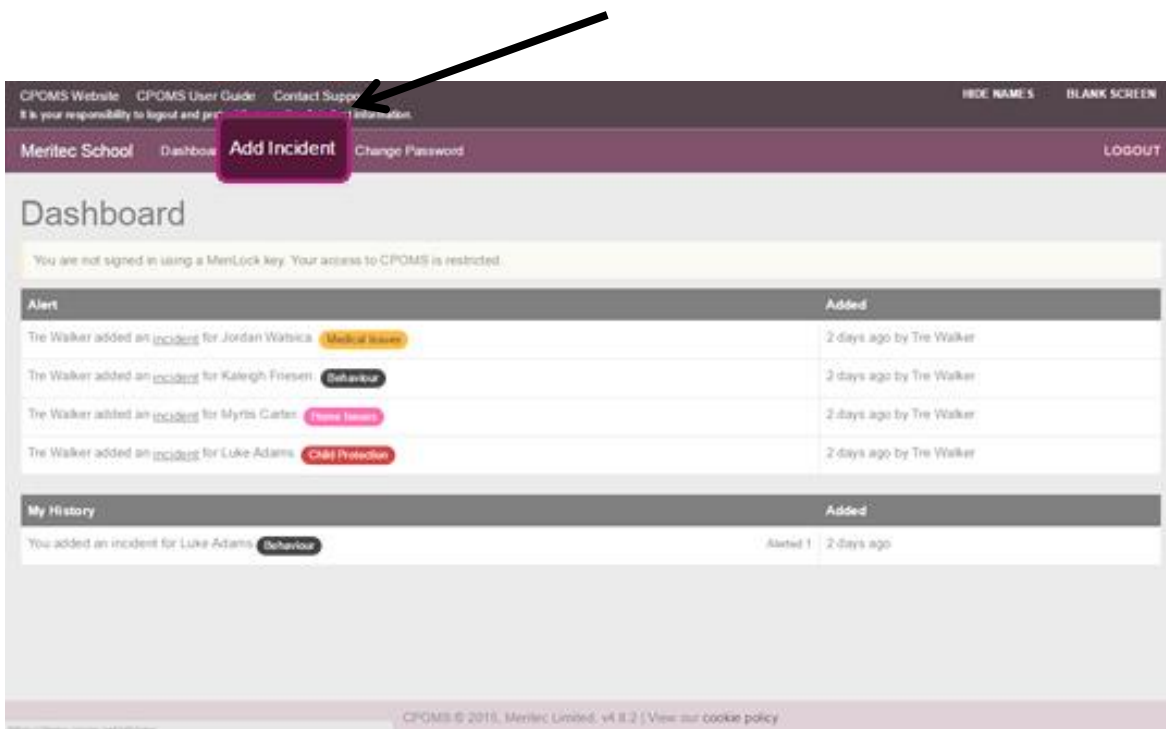 CPOMS Website CPOMS User Guide Contact Suppo
HIDE NAMES BLANK SCREEN
It is your responsibility to logout and information.
Meritec School Dashboar Add Incident Change Password LOGOUT
Dashboard
You are not signed in using a MeriLock key. Your access to CPOMS is restricted.
Alert Added
Tre Walker added an incident for Jordan Watsica. Medical Issues 2 days ago by Tre Walker
Tre Walker added an incident for Kaleigh Friesen. Behaviour 2 days ago by Tre Walker
Tre Walker added an incident for Myrtis Carter. Home Issues 2 days ago by Tre Walker
Tre Walker added an incident for Luke Adams. Child Protection 2 days ago by Tre Walker
My History Added
You added an incident for Luke Adams. Behaviour Alerted 1 2 days ago
CPOMS © 2015, Meritec Limited. v4.8.2 | View our cookie policy